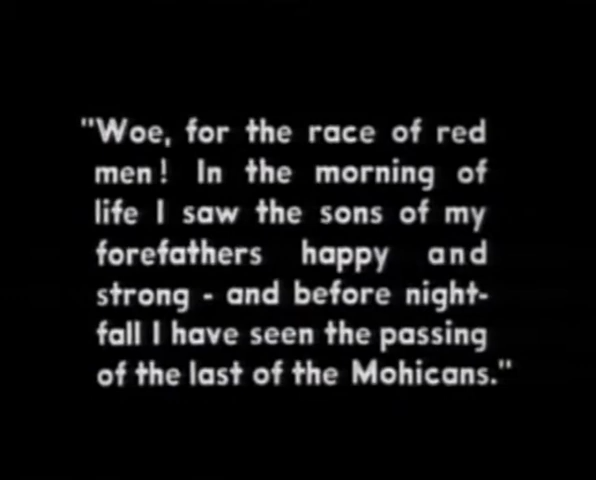 "Woe, for the race of red
men! In the morning of
life I saw the sons of my
forefathers happy and
strong - and before night-
fall I have seen the passing
of the last of the Mohicans."